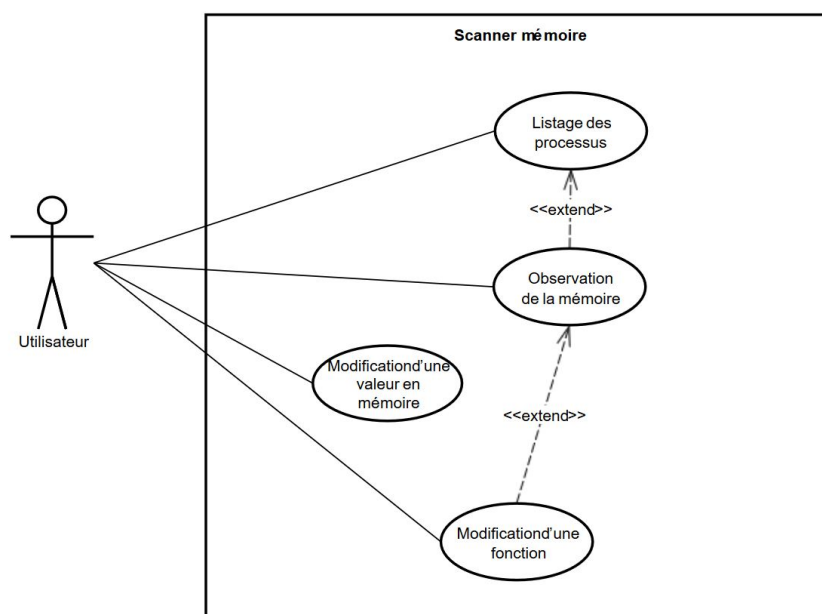 Scanner mémoire
Listage des
processus
<<extend>>
Observation
de la mémoire
Utilisateur
Modificationd'une
valeur en
mémoire
<<extend>>
Modificationd'une
fonction